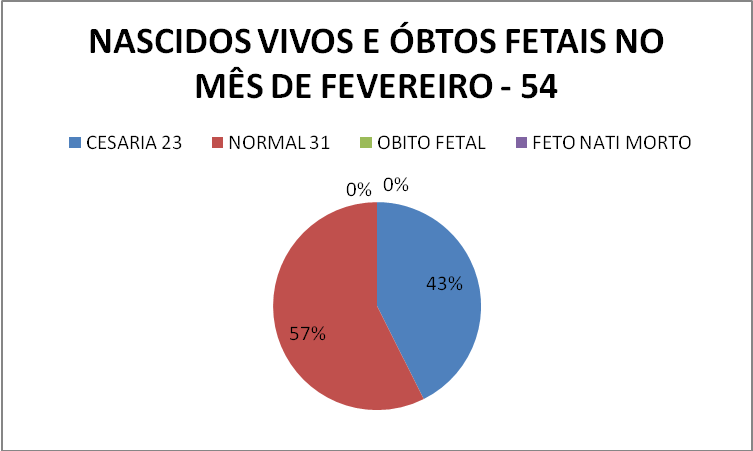 NASCIDOS VIVOS E ÓBTOS FETAIS NO
MÊS DE FEVEREIRO - 54
CESARIA 23 NORMAL 31 OBITO FETAL FETO NATI MORTO
0% 0%
43%
57%